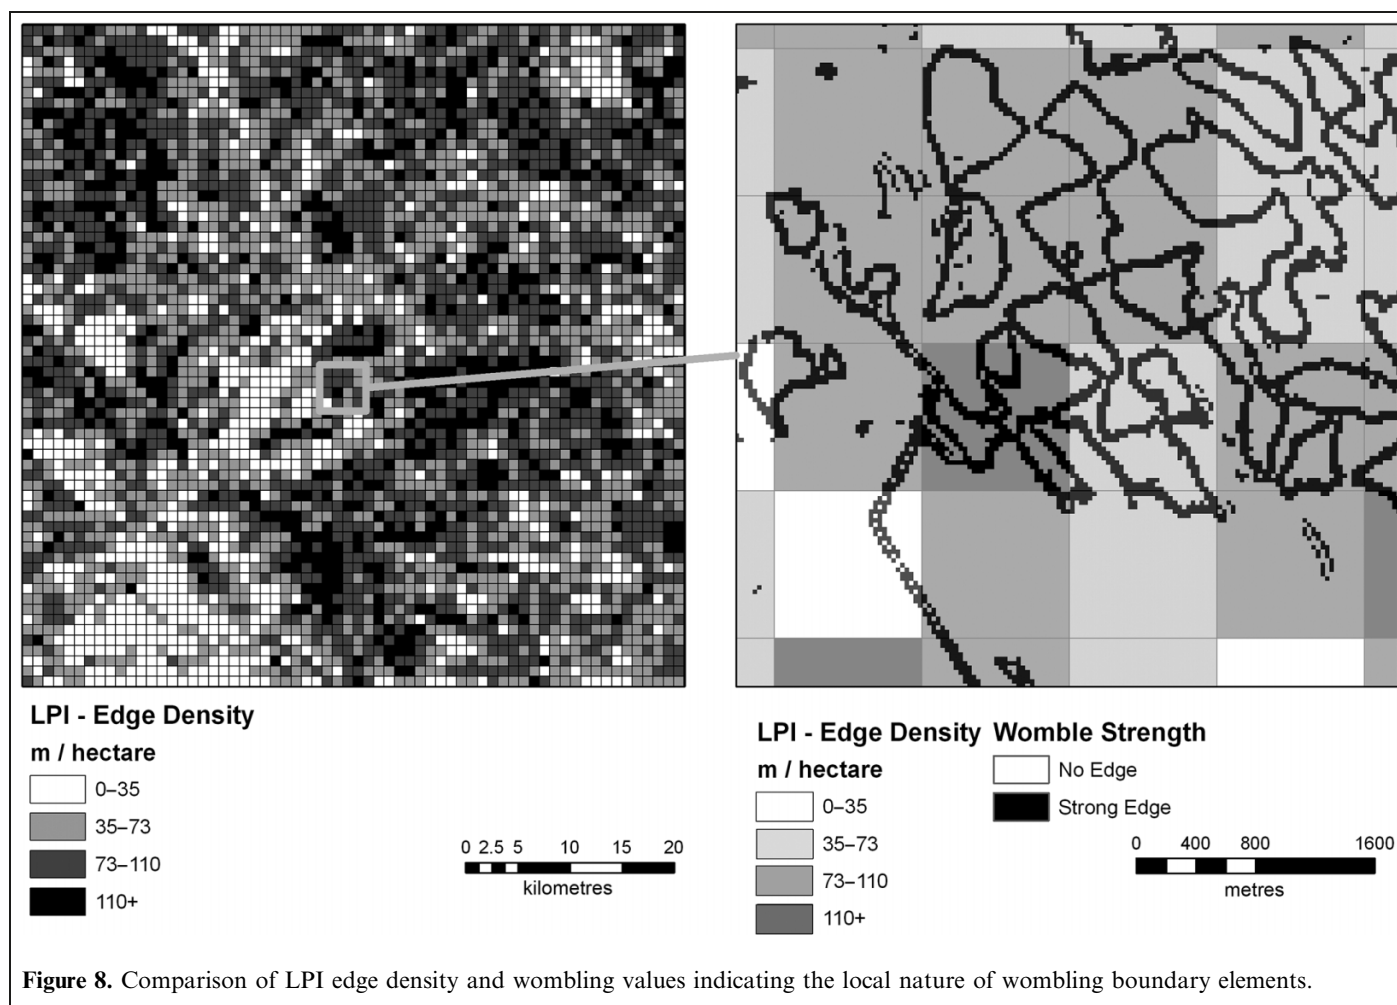 LPI - Edge Density
m / hectare
0–35
35–73
73–110
110+
0 2.5 5 10 15 20
kilometres
LPI - Edge Density
m / hectare
0–35
35–73
73–110
110+
Womble Strength
No Edge
Strong Edge
0 400 800 1600
metres
Figure 8. Comparison of LPI edge density and wombling values indicating the local nature of wombling boundary elements.